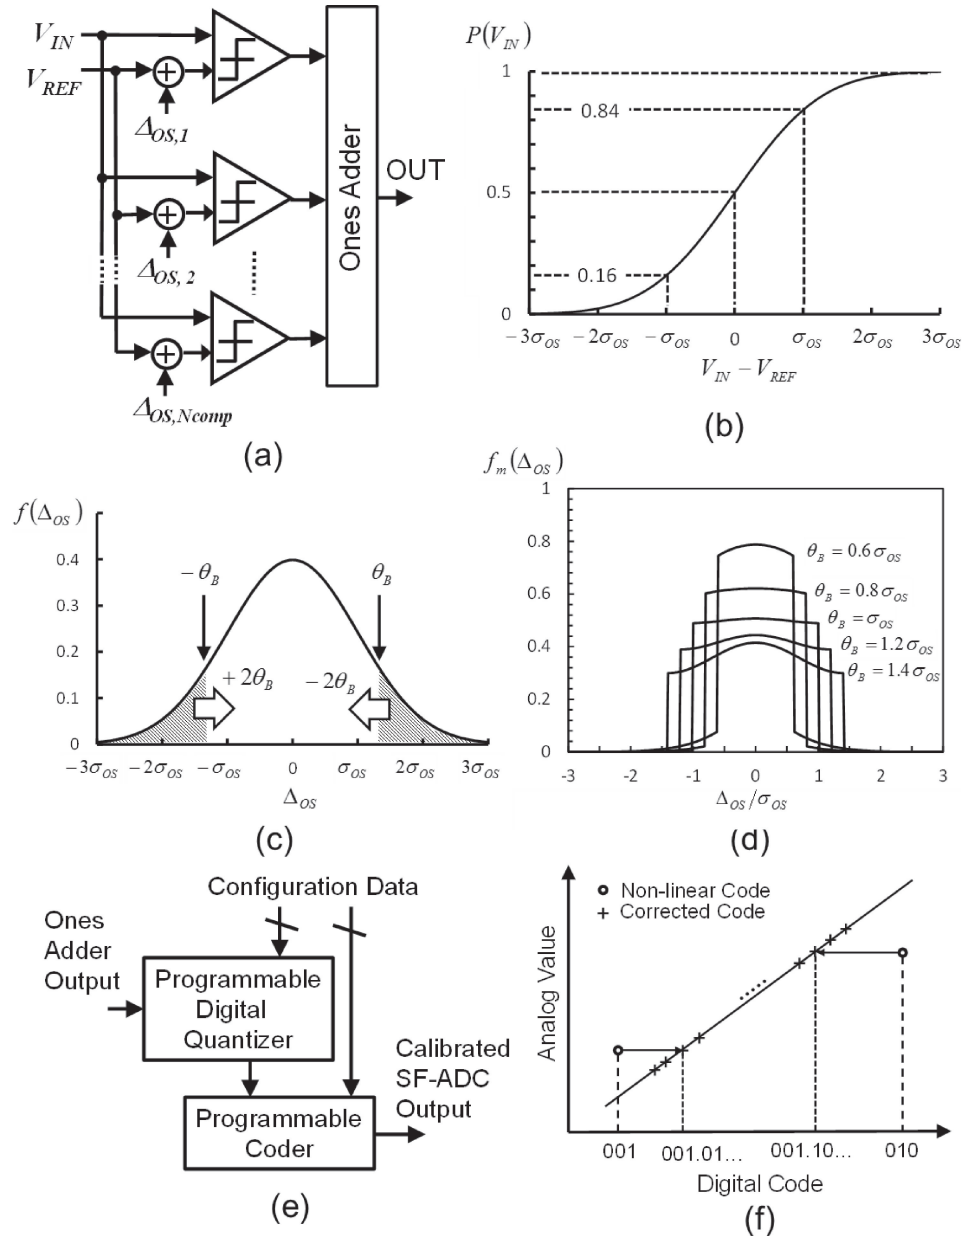 V_IN
V_REF
Δ_OS,1
Δ_OS,2
Δ_OS,Ncomp
Ones Adder
OUT
(a)
P(V_IN)
1
0.84
0.5
0.16
0
−3σ_OS −2σ_OS −σ_OS 0 σ_OS 2σ_OS 3σ_OS
V_IN − V_REF
(b)
f(Δ_OS)
0.4
0.3
0.2
0.1
0
−θ_B
θ_B
+2θ_B
−2θ_B
−3σ_OS −2σ_OS −σ_OS 0 σ_OS 2σ_OS 3σ_OS
Δ_OS
(c)
f_m(Δ_OS)
1
0.8
0.6
0.4
0.2
0
θ_B = 0.6σ_OS
θ_B = 0.8σ_OS
θ_B = σ_OS
θ_B = 1.2σ_OS
θ_B = 1.4σ_OS
-3 -2 -1 0 1 2 3
Δ_OS/σ_OS
(d)
Configuration Data
Ones
Adder
Output
Programmable
Digital
Quantizer
Programmable
Coder
Calibrated
SF-ADC
Output
(e)
Non-linear Code
Corrected Code
Analog Value
001 001.01... 001.10... 010
Digital Code
(f)